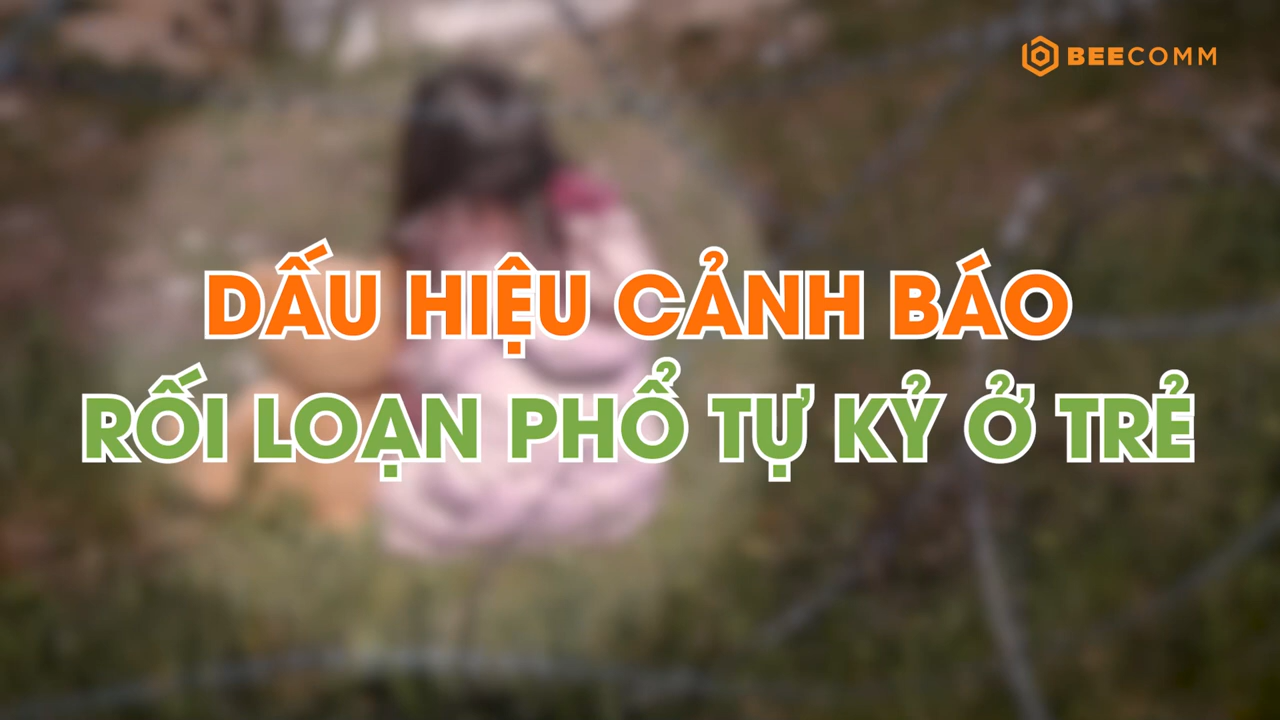 BEECOMM
DẤU HIỆU CẢNH BÁO
RỐI LOẠN PHỔ TỰ KỶ Ở TRẺ